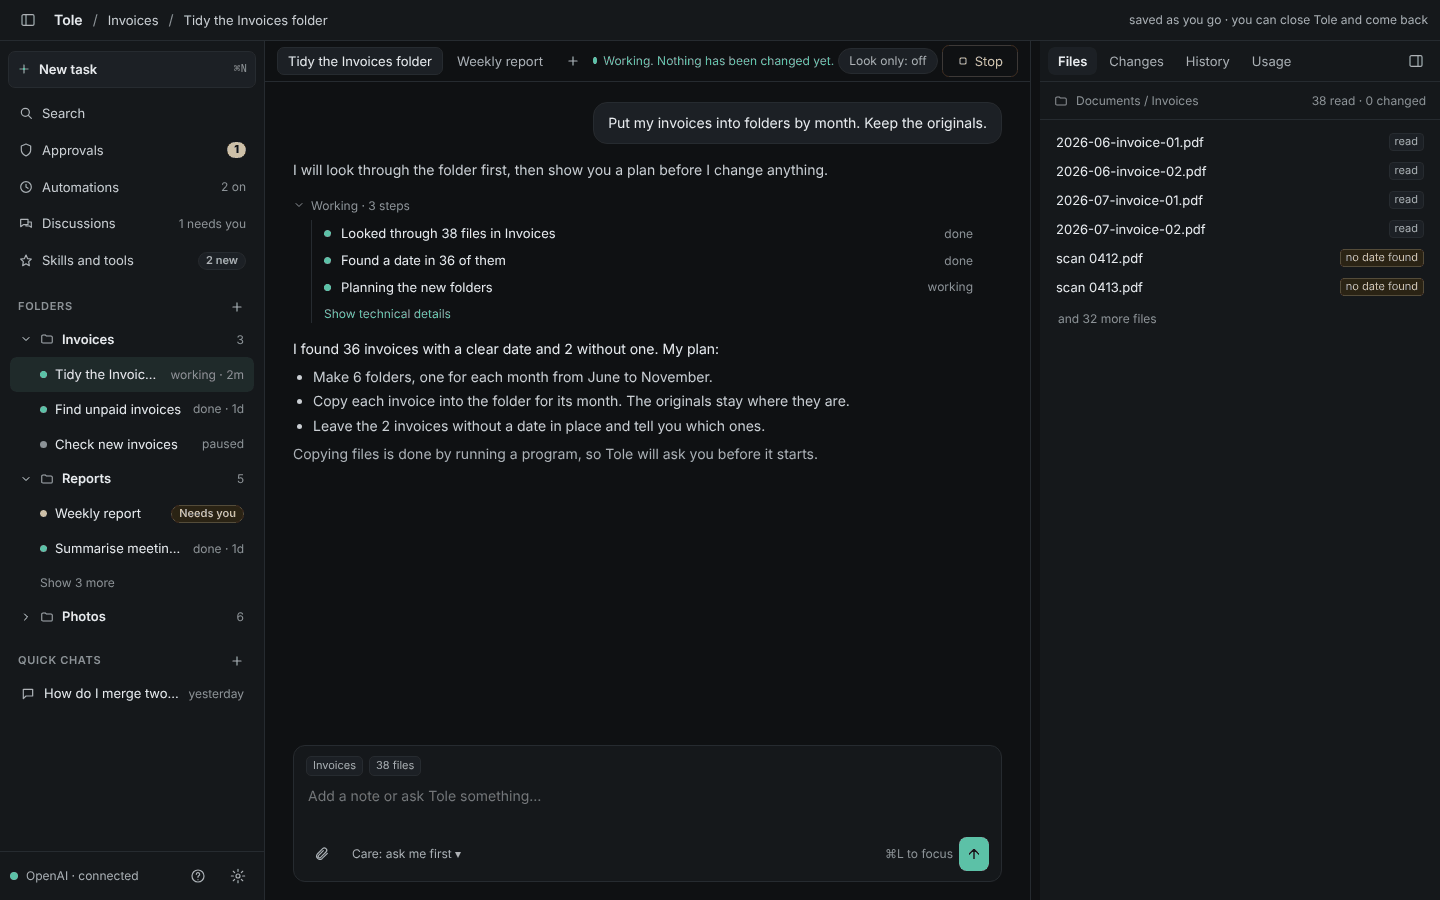 Tole / Invoices / Tidy the Invoices folder
saved as you go · you can close Tole and come back
New task ⌘N
Search
Approvals 1
Automations 2 on
Discussions 1 needs you
Skills and tools 2 new
FOLDERS
Invoices 3
Tidy the Invoic... working · 2m
Find unpaid invoices done · 1d
Check new invoices paused
Reports 5
Weekly report Needs you
Summarise meetin... done · 1d
Show 3 more
Photos 6
QUICK CHATS
How do I merge two... yesterday
OpenAI · connected
Tidy the Invoices folder Weekly report Working. Nothing has been changed yet. Look only: off Stop
Put my invoices into folders by month. Keep the originals.
I will look through the folder first, then show you a plan before I change anything.
Working · 3 steps
Looked through 38 files in Invoices done
Found a date in 36 of them done
Planning the new folders working
Show technical details
I found 36 invoices with a clear date and 2 without one. My plan:
• Make 6 folders, one for each month from June to November.
• Copy each invoice into the folder for its month. The originals stay where they are.
• Leave the 2 invoices without a date in place and tell you which ones.
Copying files is done by running a program, so Tole will ask you before it starts.
Invoices 38 files
Add a note or ask Tole something...
Care: ask me first ▾ ⌘L to focus
Files Changes History Usage
Documents / Invoices 38 read · 0 changed
2026-06-invoice-01.pdf read
2026-06-invoice-02.pdf read
2026-07-invoice-01.pdf read
2026-07-invoice-02.pdf read
scan 0412.pdf no date found
scan 0413.pdf no date found
and 32 more files